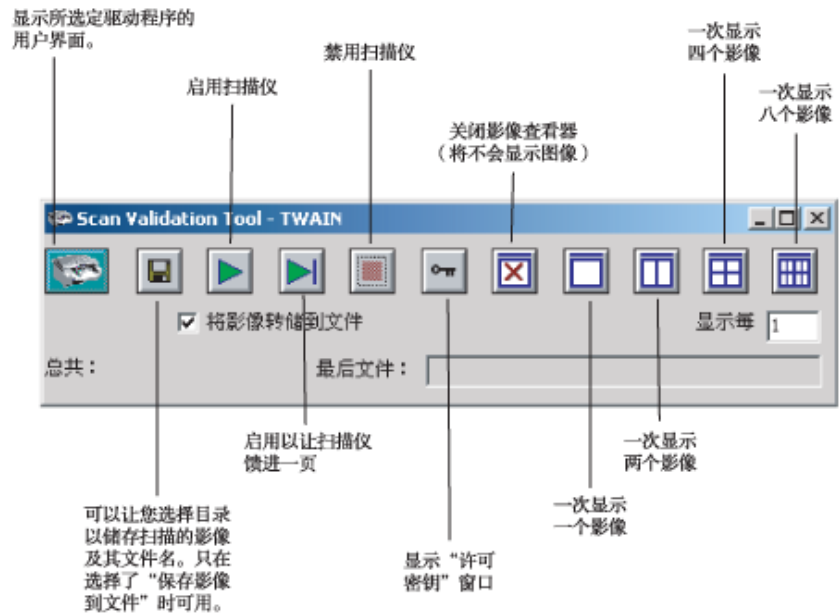 显示所选定驱动程序的
用户界面。
启用扫描仪
禁用扫描仪
关闭影像查看器
（将不会显示图像）
一次显示
四个影像
一次显示
八个影像
Scan Validation Tool - TWAIN
将影像转储到文件
显示每 1
总共：
最后文件：
启用以让扫描仪
馈进一页
一次显示
两个影像
一次显示
一个影像
可以让您选择目录
以储存扫描的影像
及其文件名。只在
选择了“保存影像
到文件”时可用。
显示“许可
密钥”窗口